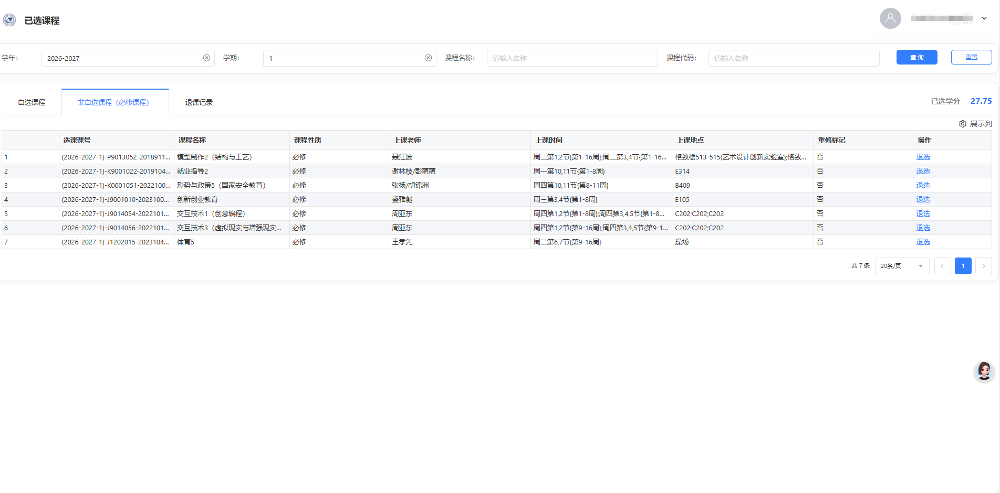 已选课程
学年： 2026-2027 学期： 1 课程名称： 请输入名称 课程代码： 请输入名称 查 询 重置
自选课程 非自选课程（必修课程） 退课记录 已选学分 27.75
展示列
选课课号 课程名称 课程性质 上课老师 上课时间 上课地点 重修标记 操作
1 (2026-2027-1)-P9013052-2018911... 模型制作2（结构与工艺） 必修 聂江波 周二第1,2节{第1-16周};周二第3,4节{第1-16... 格致楼513-515(艺术设计创新实验室);格致... 否 退选
2 (2026-2027-1)-K9001022-2019104... 就业指导2 必修 谢林枝/彭萌萌 周一第10,11节{第1-8周} E314 否 退选
3 (2026-2027-1)-K0001051-2022100... 形势与政策5（国家安全教育） 必修 张扬/胡锦洲 周四第10,11节{第8-11周} B409 否 退选
4 (2026-2027-1)-J9001010-2023100... 创新创业教育 必修 盛雅凝 周三第3,4节{第1-8周} E105 否 退选
5 (2026-2027-1)-J9014054-2022101... 交互技术1（创意编程） 必修 周亚东 周四第1,2节{第1-8周};周四第3,4,5节{第1-8... C202;C202;C202 否 退选
6 (2026-2027-1)-J9014056-2022101... 交互技术3（虚拟现实与增强现实... 必修 周亚东 周四第1,2节{第9-16周};周四第3,4,5节{第9-1... C202;C202;C202 否 退选
7 (2026-2027-1)-J1202015-2023104... 体育5 必修 王孝先 周二第6,7节{第9-16周} 操场 否 退选
共 7 条 20条/页 1